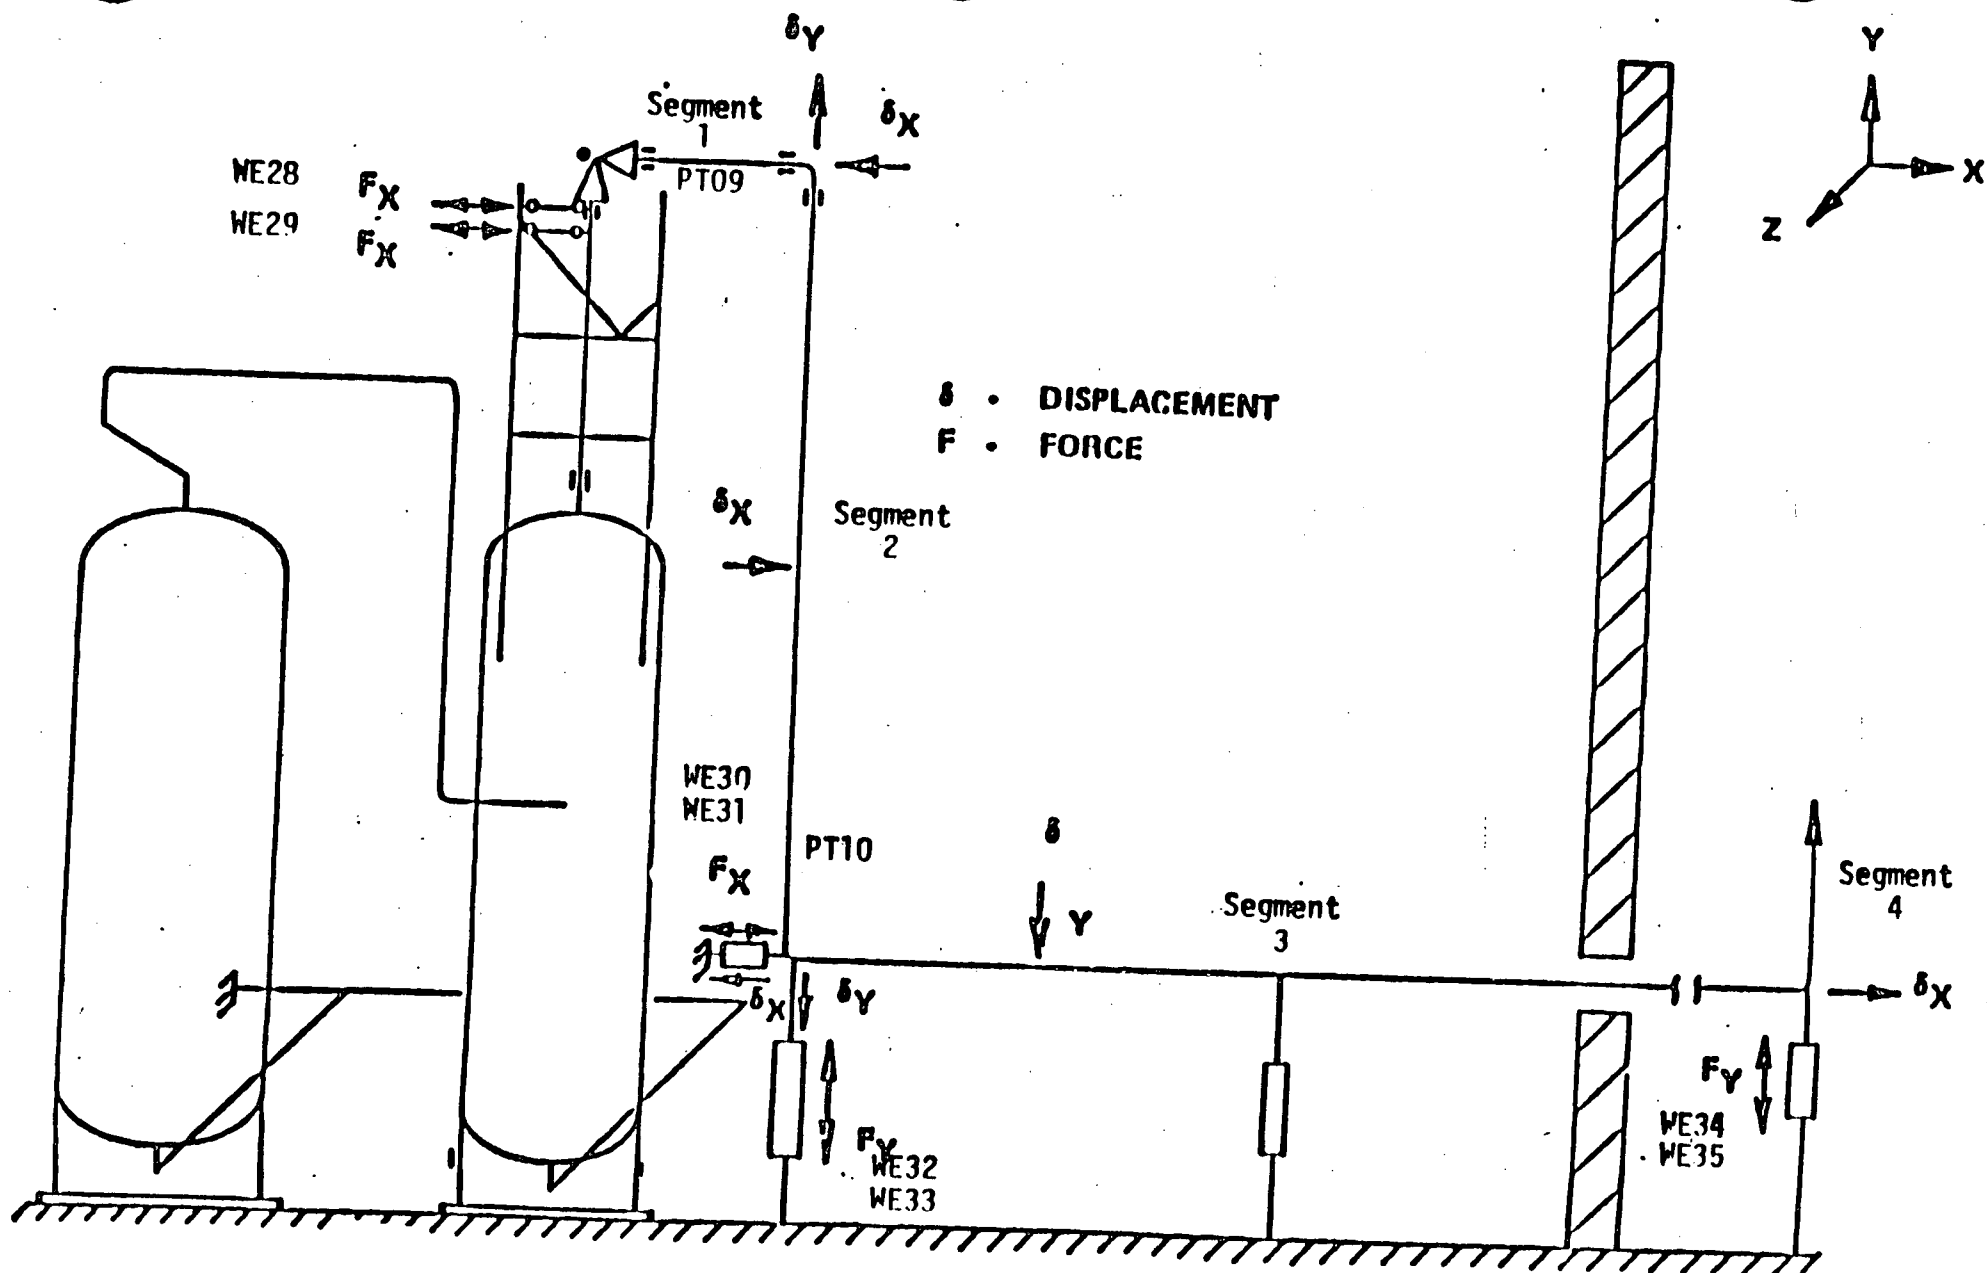 δY
Segment
1
δX
PT09
WE28
FX
WE29
FX
Y
X
Z
δ • DISPLACEMENT
F • FORCE
δX
Segment
2
WE30
WE31
PT10
FX
δ
Y
Segment
3
Segment
4
δX
δY
δX
FY
WE32
WE33
FY
WE34
WE35